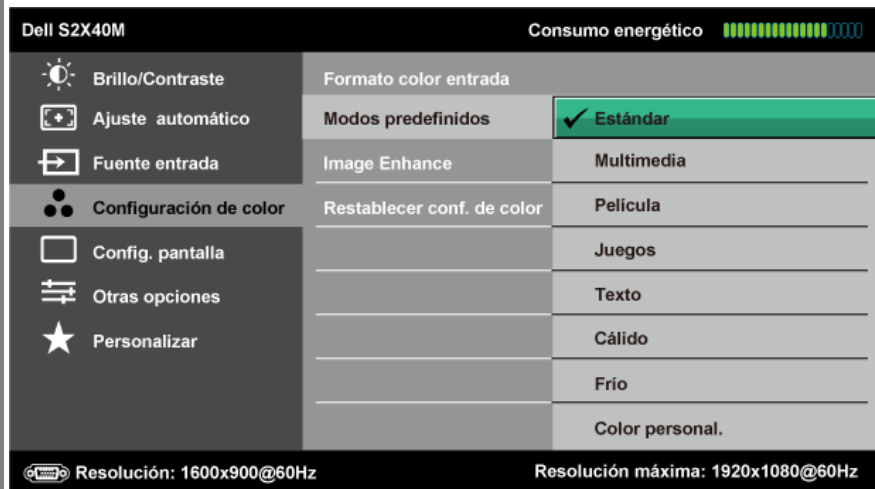 Dell S2X40M
Consumo energético
Brillo/Contraste
Ajuste automático
Fuente entrada
Configuración de color
Config. pantalla
Otras opciones
Personalizar
Formato color entrada
Modos predefinidos
Image Enhance
Restablecer conf. de color
Estándar
Multimedia
Película
Juegos
Texto
Cálido
Frío
Color personal.
Resolución: 1600x900@60Hz
Resolución máxima: 1920x1080@60Hz